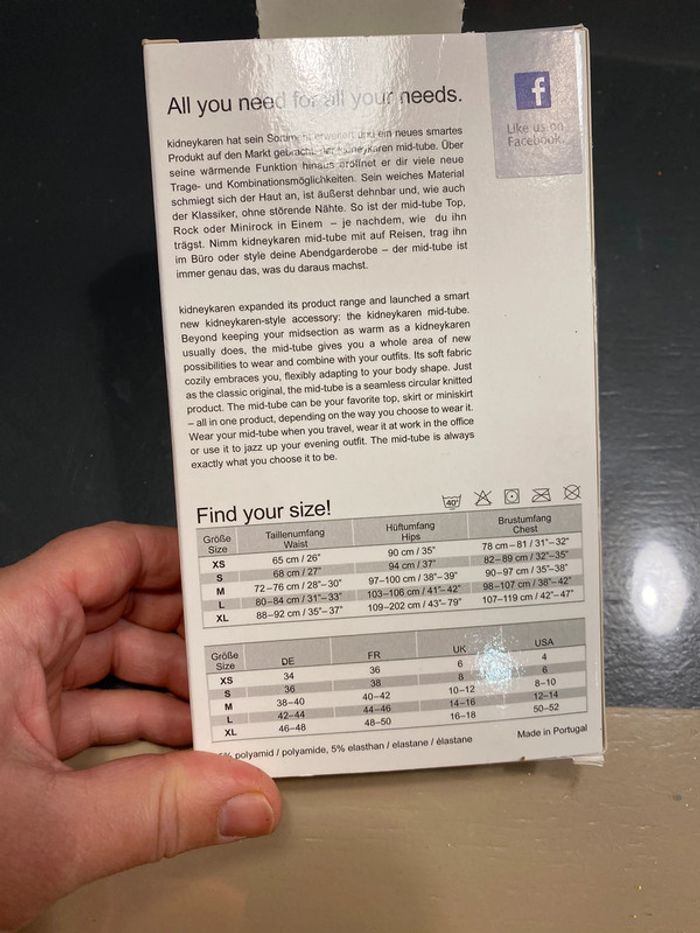 All you need for all your needs.
f
Like us on
Facebook.
kidneykaren hat sein Sortiment erweitert und ein neues smartes
Produkt auf den Markt gebracht: der kidneykaren mid-tube. Über
seine wärmende Funktion hinaus eröffnet er dir viele neue
Trage- und Kombinationsmöglichkeiten. Sein weiches Material
schmiegt sich der Haut an, ist äußerst dehnbar und, wie auch
der Klassiker, ohne störende Nähte. So ist der mid-tube Top,
Rock oder Minirock in Einem – je nachdem, wie du ihn
trägst. Nimm kidneykaren mid-tube mit auf Reisen, trag ihn
im Büro oder style deine Abendgarderobe – der mid-tube ist
immer genau das, was du daraus machst.
kidneykaren expanded its product range and launched a smart
new kidneykaren-style accessory: the kidneykaren mid-tube.
Beyond keeping your midsection as warm as a kidneykaren
usually does, the mid-tube gives you a whole area of new
possibilities to wear and combine with your outfits. Its soft fabric
cozily embraces you, flexibly adapting to your body shape. Just
as the classic original, the mid-tube is a seamless circular knitted
product. The mid-tube can be your favorite top, skirt or miniskirt
– all in one product, depending on the way you choose to wear it.
Wear your mid-tube when you travel, wear it at work in the office
or use it to jazz up your evening outfit. The mid-tube is always
exactly what you choose it to be.
40°
Find your size!
Größe Taillenumfang Hüftumfang Brustumfang
Size Waist Hips Chest
XS 65 cm / 26" 90 cm / 35" 78 cm–81 / 31"–32"
S 68 cm / 27" 94 cm / 37" 82–89 cm / 32"–35"
M 72–76 cm / 28"–30" 97–100 cm / 38"–39" 90–97 cm / 35"–38"
L 80–84 cm / 31"–33" 103–106 cm / 41"–42" 98–107 cm / 38"–42"
XL 88–92 cm / 35"–37" 109–202 cm / 43"–79" 107–119 cm / 42"–47"
Größe DE FR UK USA
Size
XS 34 36 6 4
S 36 38 8 6
M 38–40 40–42 10–12 8–10
L 42–44 44–46 14–16 12–14
XL 46–48 48–50 16–18 50–52
polyamid / polyamide, 5% elasthan / elastane / élastane
Made in Portugal